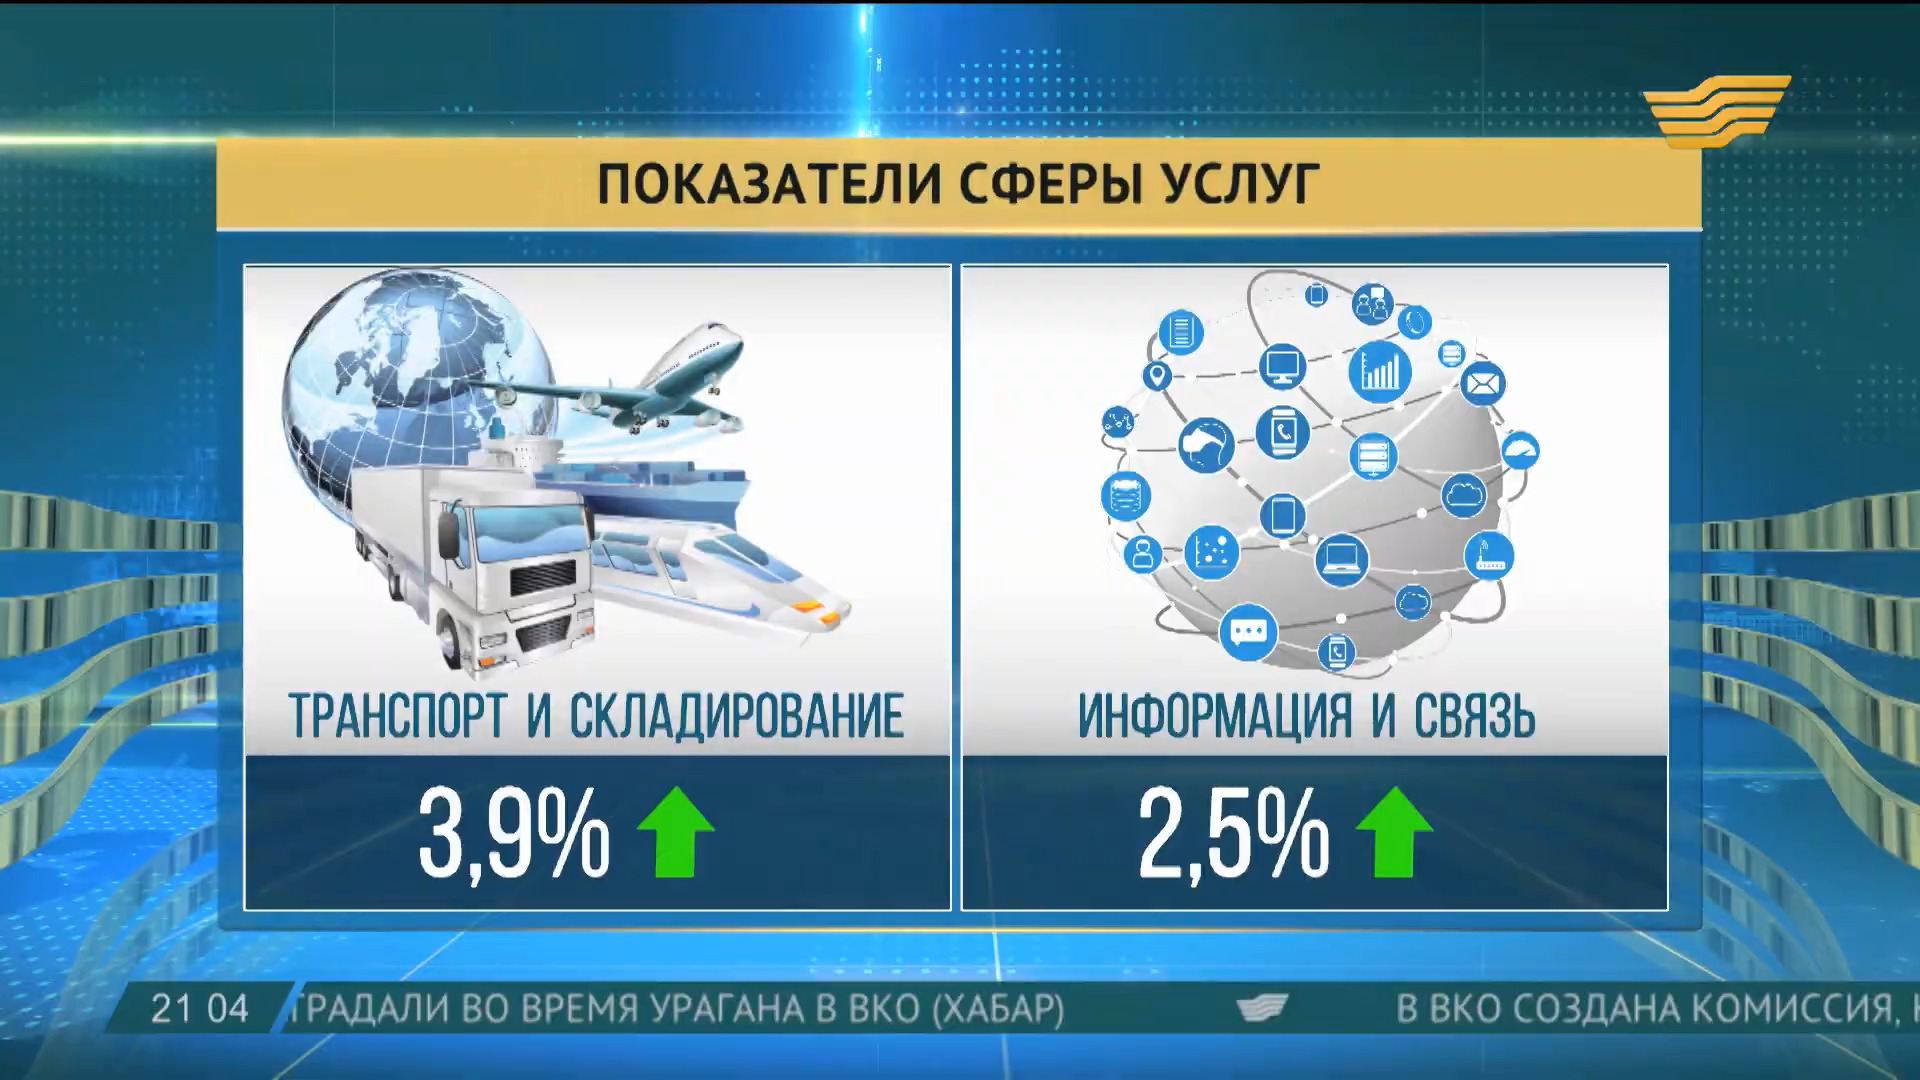 ПОКАЗАТЕЛИ СФЕРЫ УСЛУГ
ТРАНСПОРТ И СКЛАДИРОВАНИЕ
3,9%
ИНФОРМАЦИЯ И СВЯЗЬ
2,5%
21 04
ТРАДАЛИ ВО ВРЕМЯ УРАГАНА В ВКО (ХАБАР)
В ВКО СОЗДАНА КОМИССИЯ,